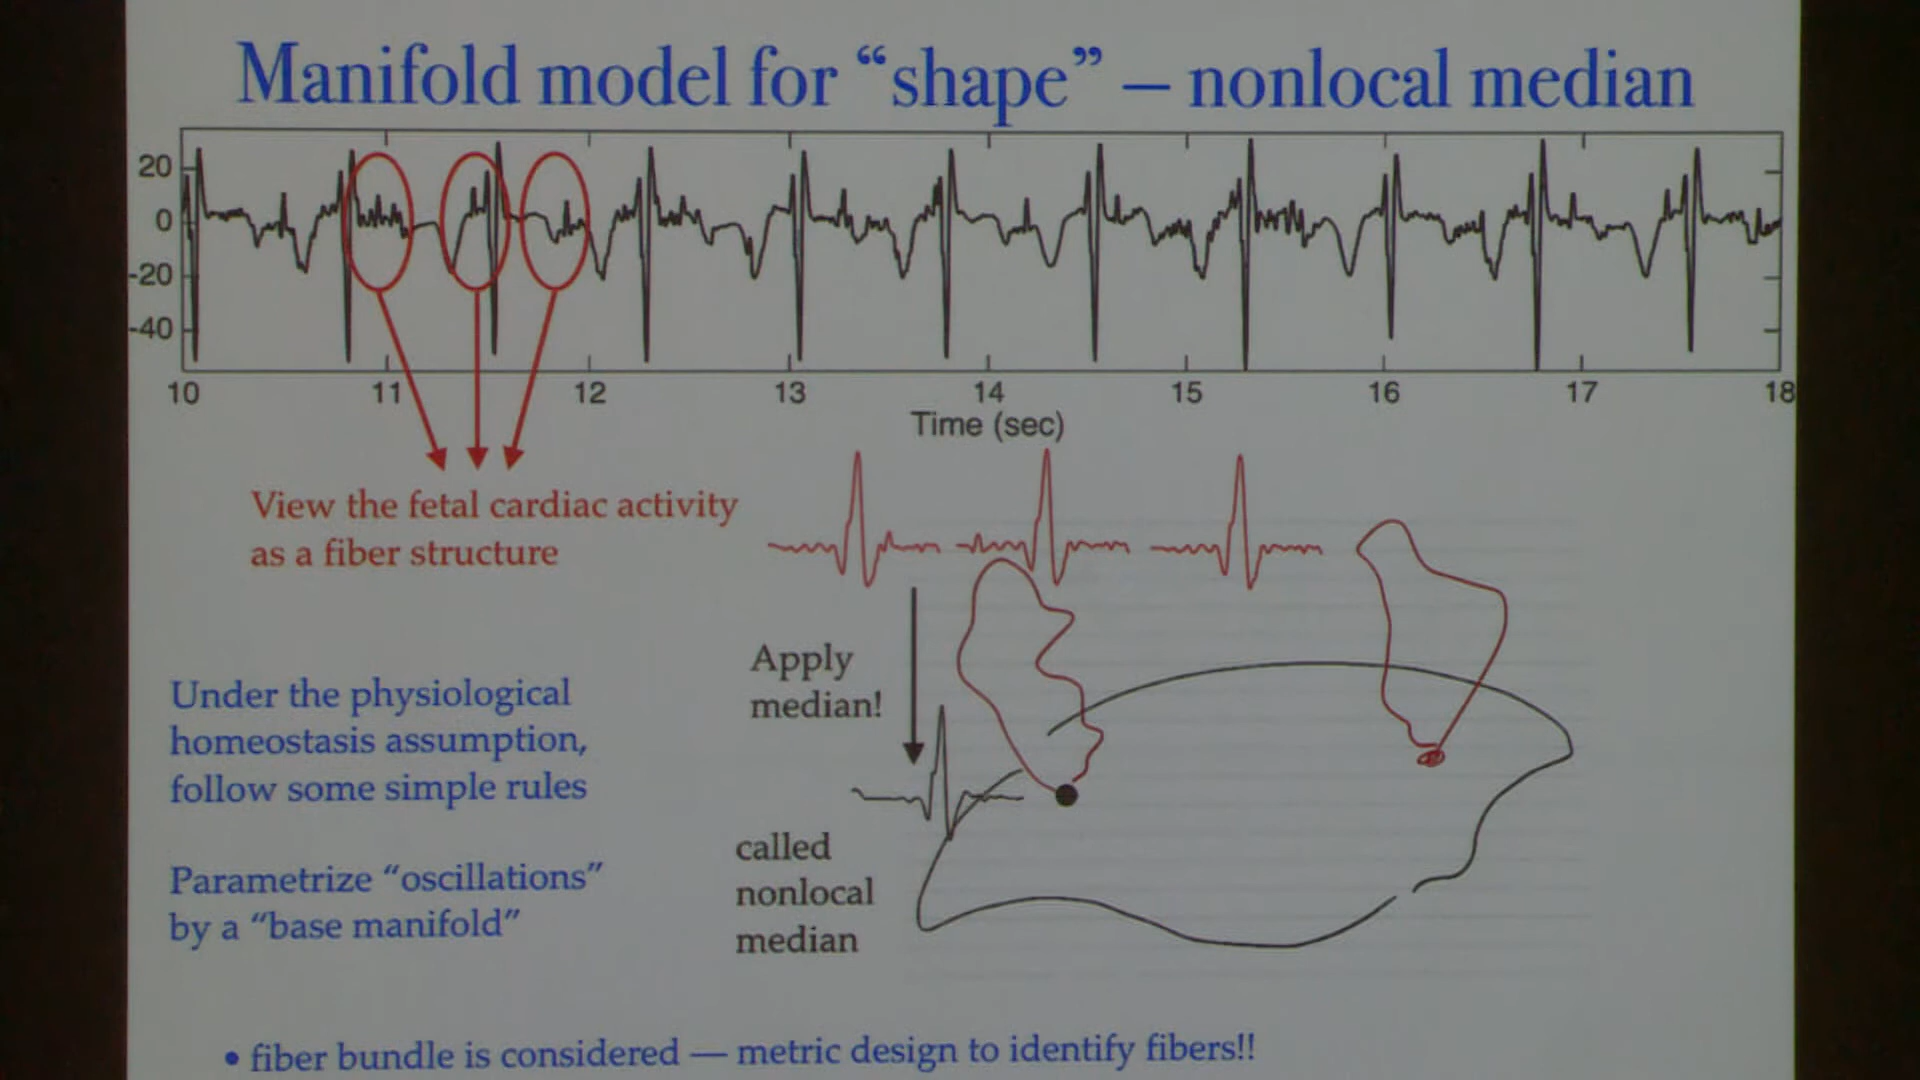 Manifold model for “shape” – nonlocal median
20
0
-20
-40
10 11 12 13 14 15 16 17 18
Time (sec)
View the fetal cardiac activity
as a fiber structure
Apply
median!
Under the physiological
homeostasis assumption,
follow some simple rules
called
nonlocal
median
Parametrize “oscillations”
by a “base manifold”
• fiber bundle is considered — metric design to identify fibers!!